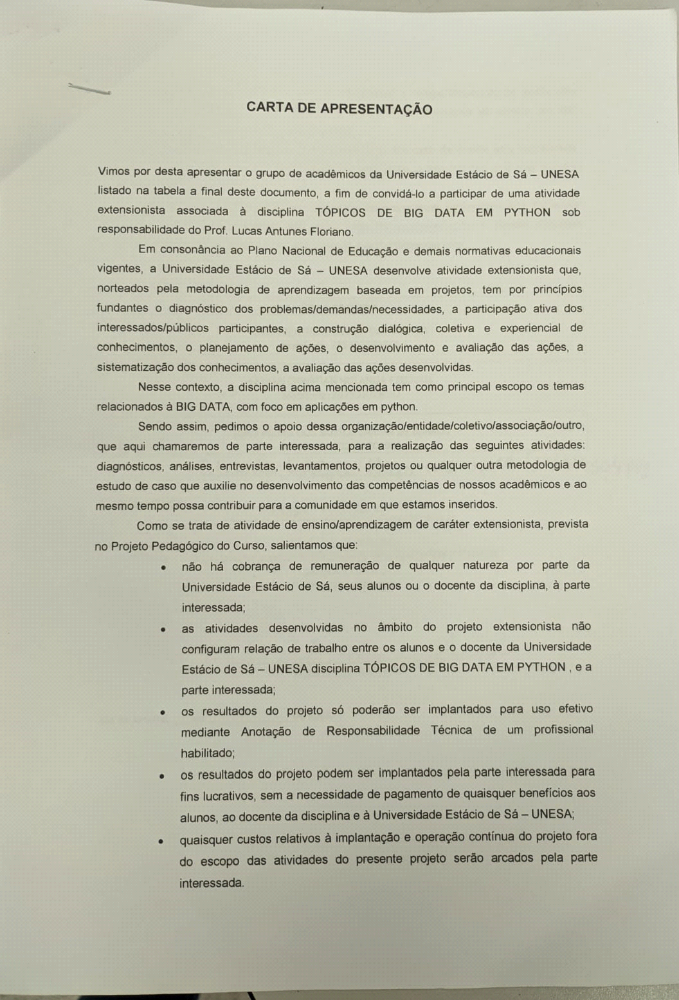 CARTA DE APRESENTAÇÃO
Vimos por desta apresentar o grupo de acadêmicos da Universidade Estácio de Sá – UNESA
listado na tabela a final deste documento, a fim de convidá-lo a participar de uma atividade
extensionista associada à disciplina TÓPICOS DE BIG DATA EM PYTHON sob
responsabilidade do Prof. Lucas Antunes Floriano.
Em consonância ao Plano Nacional de Educação e demais normativas educacionais
vigentes, a Universidade Estácio de Sá – UNESA desenvolve atividade extensionista que,
norteados pela metodologia de aprendizagem baseada em projetos, tem por princípios
fundantes o diagnóstico dos problemas/demandas/necessidades, a participação ativa dos
interessados/públicos participantes, a construção dialógica, coletiva e experiencial de
conhecimentos, o planejamento de ações, o desenvolvimento e avaliação das ações, a
sistematização dos conhecimentos, a avaliação das ações desenvolvidas.
Nesse contexto, a disciplina acima mencionada tem como principal escopo os temas
relacionados à BIG DATA, com foco em aplicações em python.
Sendo assim, pedimos o apoio dessa organização/entidade/coletivo/associação/outro,
que aqui chamaremos de parte interessada, para a realização das seguintes atividades:
diagnósticos, análises, entrevistas, levantamentos, projetos ou qualquer outra metodologia de
estudo de caso que auxilie no desenvolvimento das competências de nossos acadêmicos e ao
mesmo tempo possa contribuir para a comunidade em que estamos inseridos.
Como se trata de atividade de ensino/aprendizagem de caráter extensionista, prevista
no Projeto Pedagógico do Curso, salientamos que:
• não há cobrança de remuneração de qualquer natureza por parte da
Universidade Estácio de Sá, seus alunos ou o docente da disciplina, à parte
interessada;
• as atividades desenvolvidas no âmbito do projeto extensionista não
configuram relação de trabalho entre os alunos e o docente da Universidade
Estácio de Sá – UNESA disciplina TÓPICOS DE BIG DATA EM PYTHON , e a
parte interessada;
• os resultados do projeto só poderão ser implantados para uso efetivo
mediante Anotação de Responsabilidade Técnica de um profissional
habilitado;
• os resultados do projeto podem ser implantados pela parte interessada para
fins lucrativos, sem a necessidade de pagamento de quaisquer benefícios aos
alunos, ao docente da disciplina e à Universidade Estácio de Sá – UNESA;
• quaisquer custos relativos à implantação e operação contínua do projeto fora
do escopo das atividades do presente projeto serão arcados pela parte
interessada.